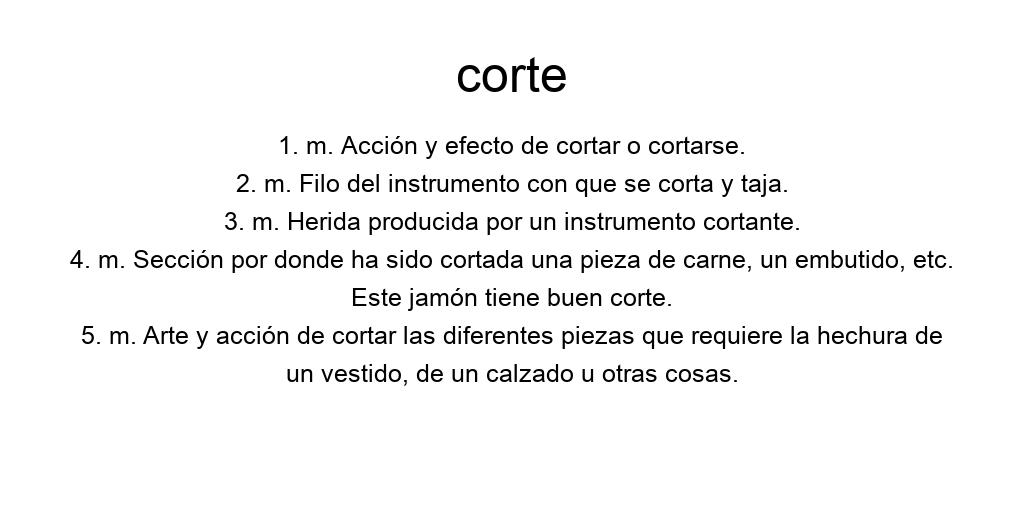 corte
1. m. Acción y efecto de cortar o cortarse.
2. m. Filo del instrumento con que se corta y taja.
3. m. Herida producida por un instrumento cortante.
4. m. Sección por donde ha sido cortada una pieza de carne, un embutido, etc.
Este jamón tiene buen corte.
5. m. Arte y acción de cortar las diferentes piezas que requiere la hechura de
un vestido, de un calzado u otras cosas.